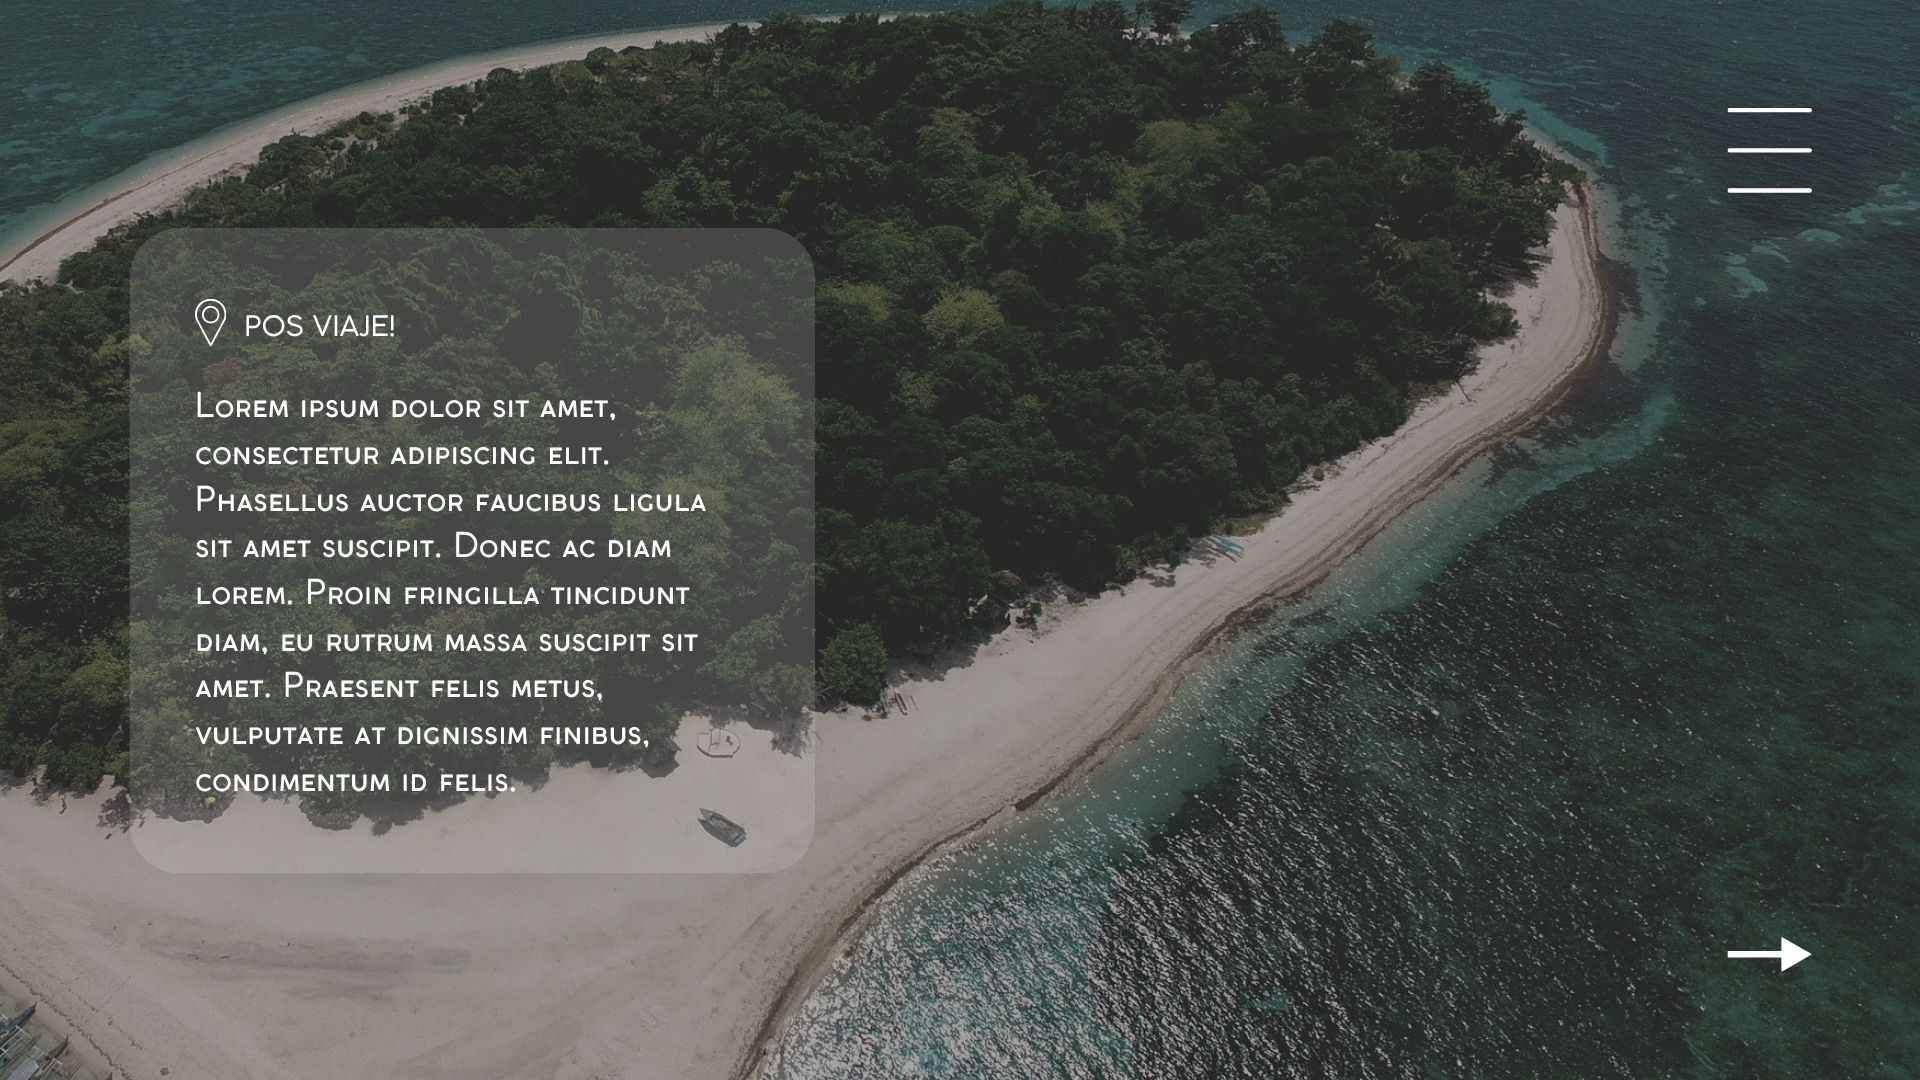 POS VIAJE!
Lorem ipsum dolor sit amet,
consectetur adipiscing elit.
Phasellus auctor faucibus ligula
sit amet suscipit. Donec ac diam
lorem. Proin fringilla tincidunt
diam, eu rutrum massa suscipit sit
amet. Praesent felis metus,
vulputate at dignissim finibus,
condimentum id felis.